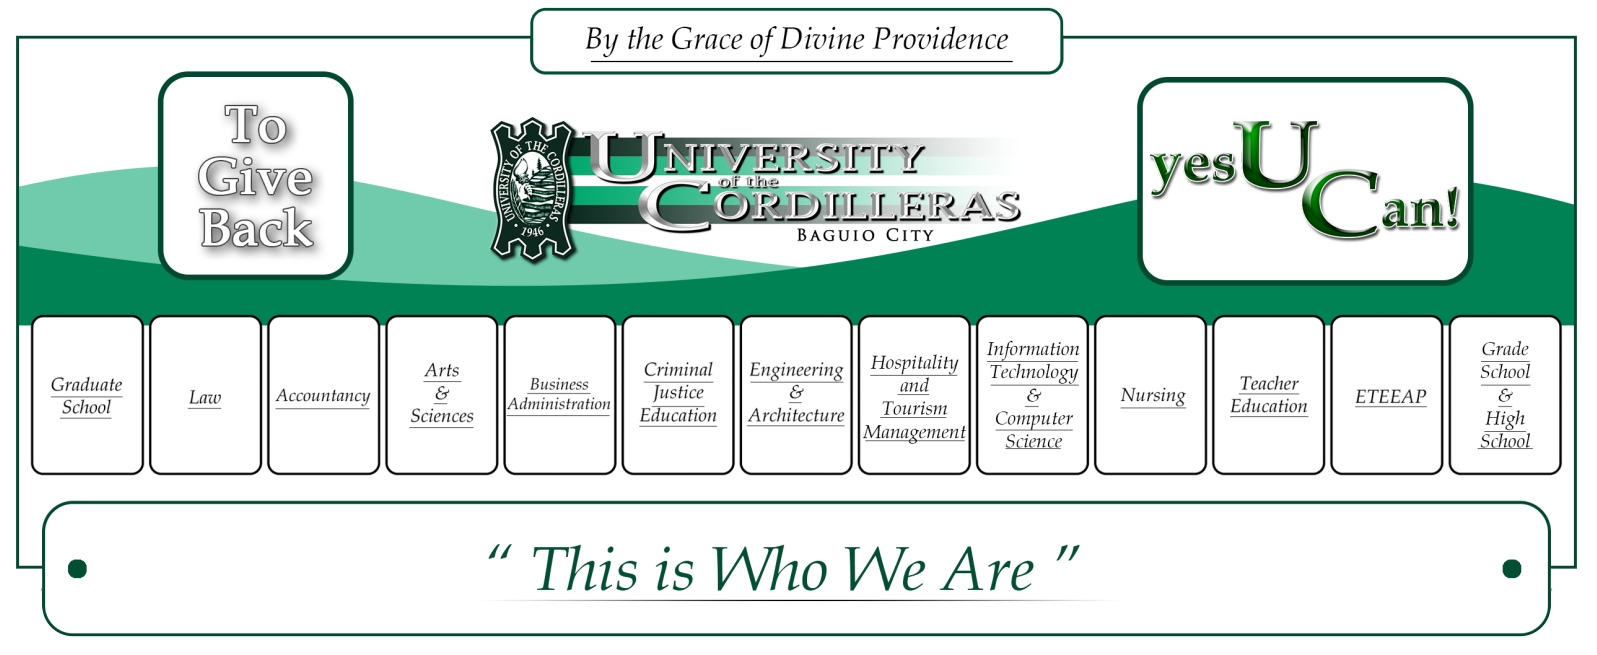 By the Grace of Divine Providence
To
Give
Back
UNIVERSITY OF THE CORDILLERAS
· 1946 ·
UNIVERSITY
of the
CORDILLERAS
BAGUIO CITY
yes UCan!
Graduate
School
Law
Accountancy
Arts
&
Sciences
Business
Administration
Criminal
Justice
Education
Engineering
&
Architecture
Hospitality
and
Tourism
Management
Information
Technology
&
Computer
Science
Nursing
Teacher
Education
ETEEAP
Grade
School
&
High
School
“ This is Who We Are ”